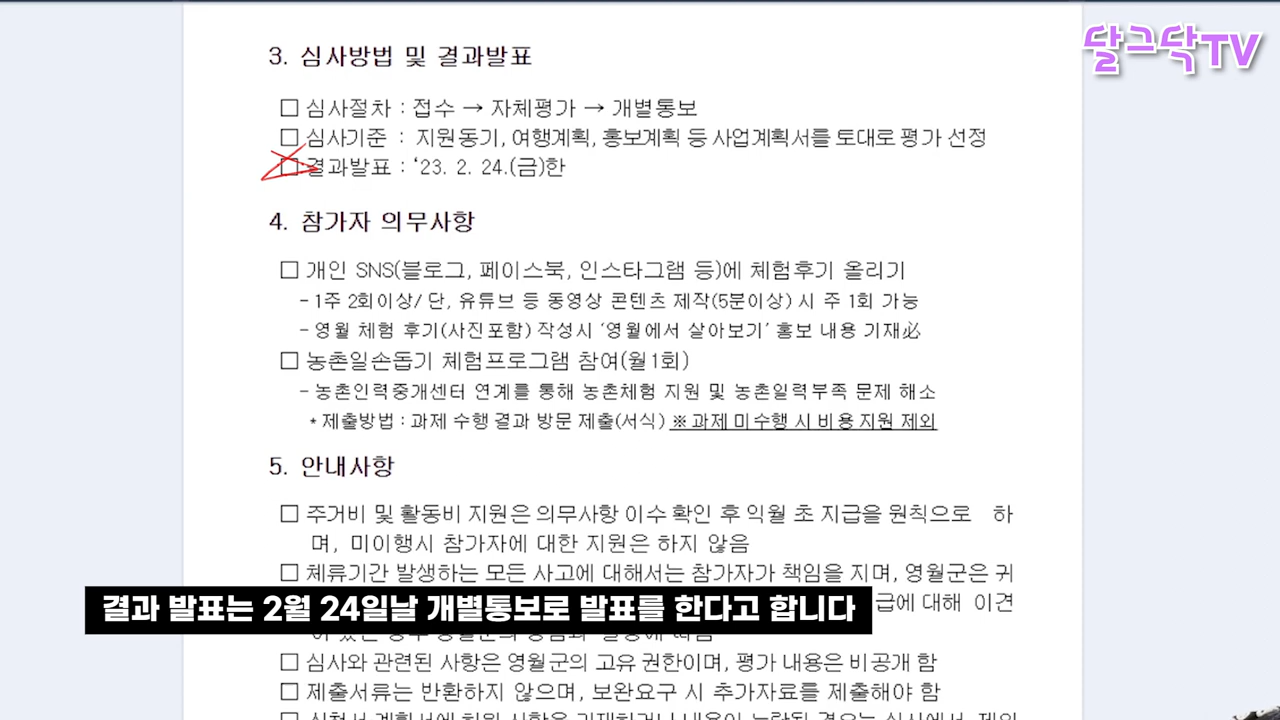 달그닥TV
3. 심사방법 및 결과발표
□ 심사절차 : 접수 → 자체평가 → 개별통보
□ 심사기준 : 지원동기, 여행계획, 홍보계획 등 사업계획서를 토대로 평가 선정
□ 결과발표 : ‘23. 2. 24.(금)한
4. 참가자 의무사항
□ 개인 SNS(블로그, 페이스북, 인스타그램 등)에 체험후기 올리기
- 1주 2회이상/ 단, 유튜브 등 동영상 콘텐츠 제작(5분이상) 시 주 1회 가능
- 영월 체험 후기(사진포함) 작성시 ‘영월에서 살아보기’ 홍보 내용 기재必
□ 농촌일손돕기 체험프로그램 참여(월1회)
- 농촌인력중개센터 연계를 통해 농촌체험 지원 및 농촌일력부족 문제 해소
* 제출방법 : 과제 수행 결과 방문 제출(서식) ※ 과제 미수행 시 비용 지원 제외
5. 안내사항
□ 주거비 및 활동비 지원은 의무사항 이수 확인 후 익월 초 지급을 원칙으로 하
며, 미이행시 참가자에 대한 지원은 하지 않음
□ 체류기간 발생하는 모든 사고에 대해서는 참가자가 책임을 지며, 영월군은 귀
급에 대해 이견
결과 발표는 2월 24일날 개별통보로 발표를 한다고 합니다
□ 심사와 관련된 사항은 영월군의 고유 권한이며, 평가 내용은 비공개 함
□ 제출서류는 반환하지 않으며, 보완요구 시 추가자료를 제출해야 함